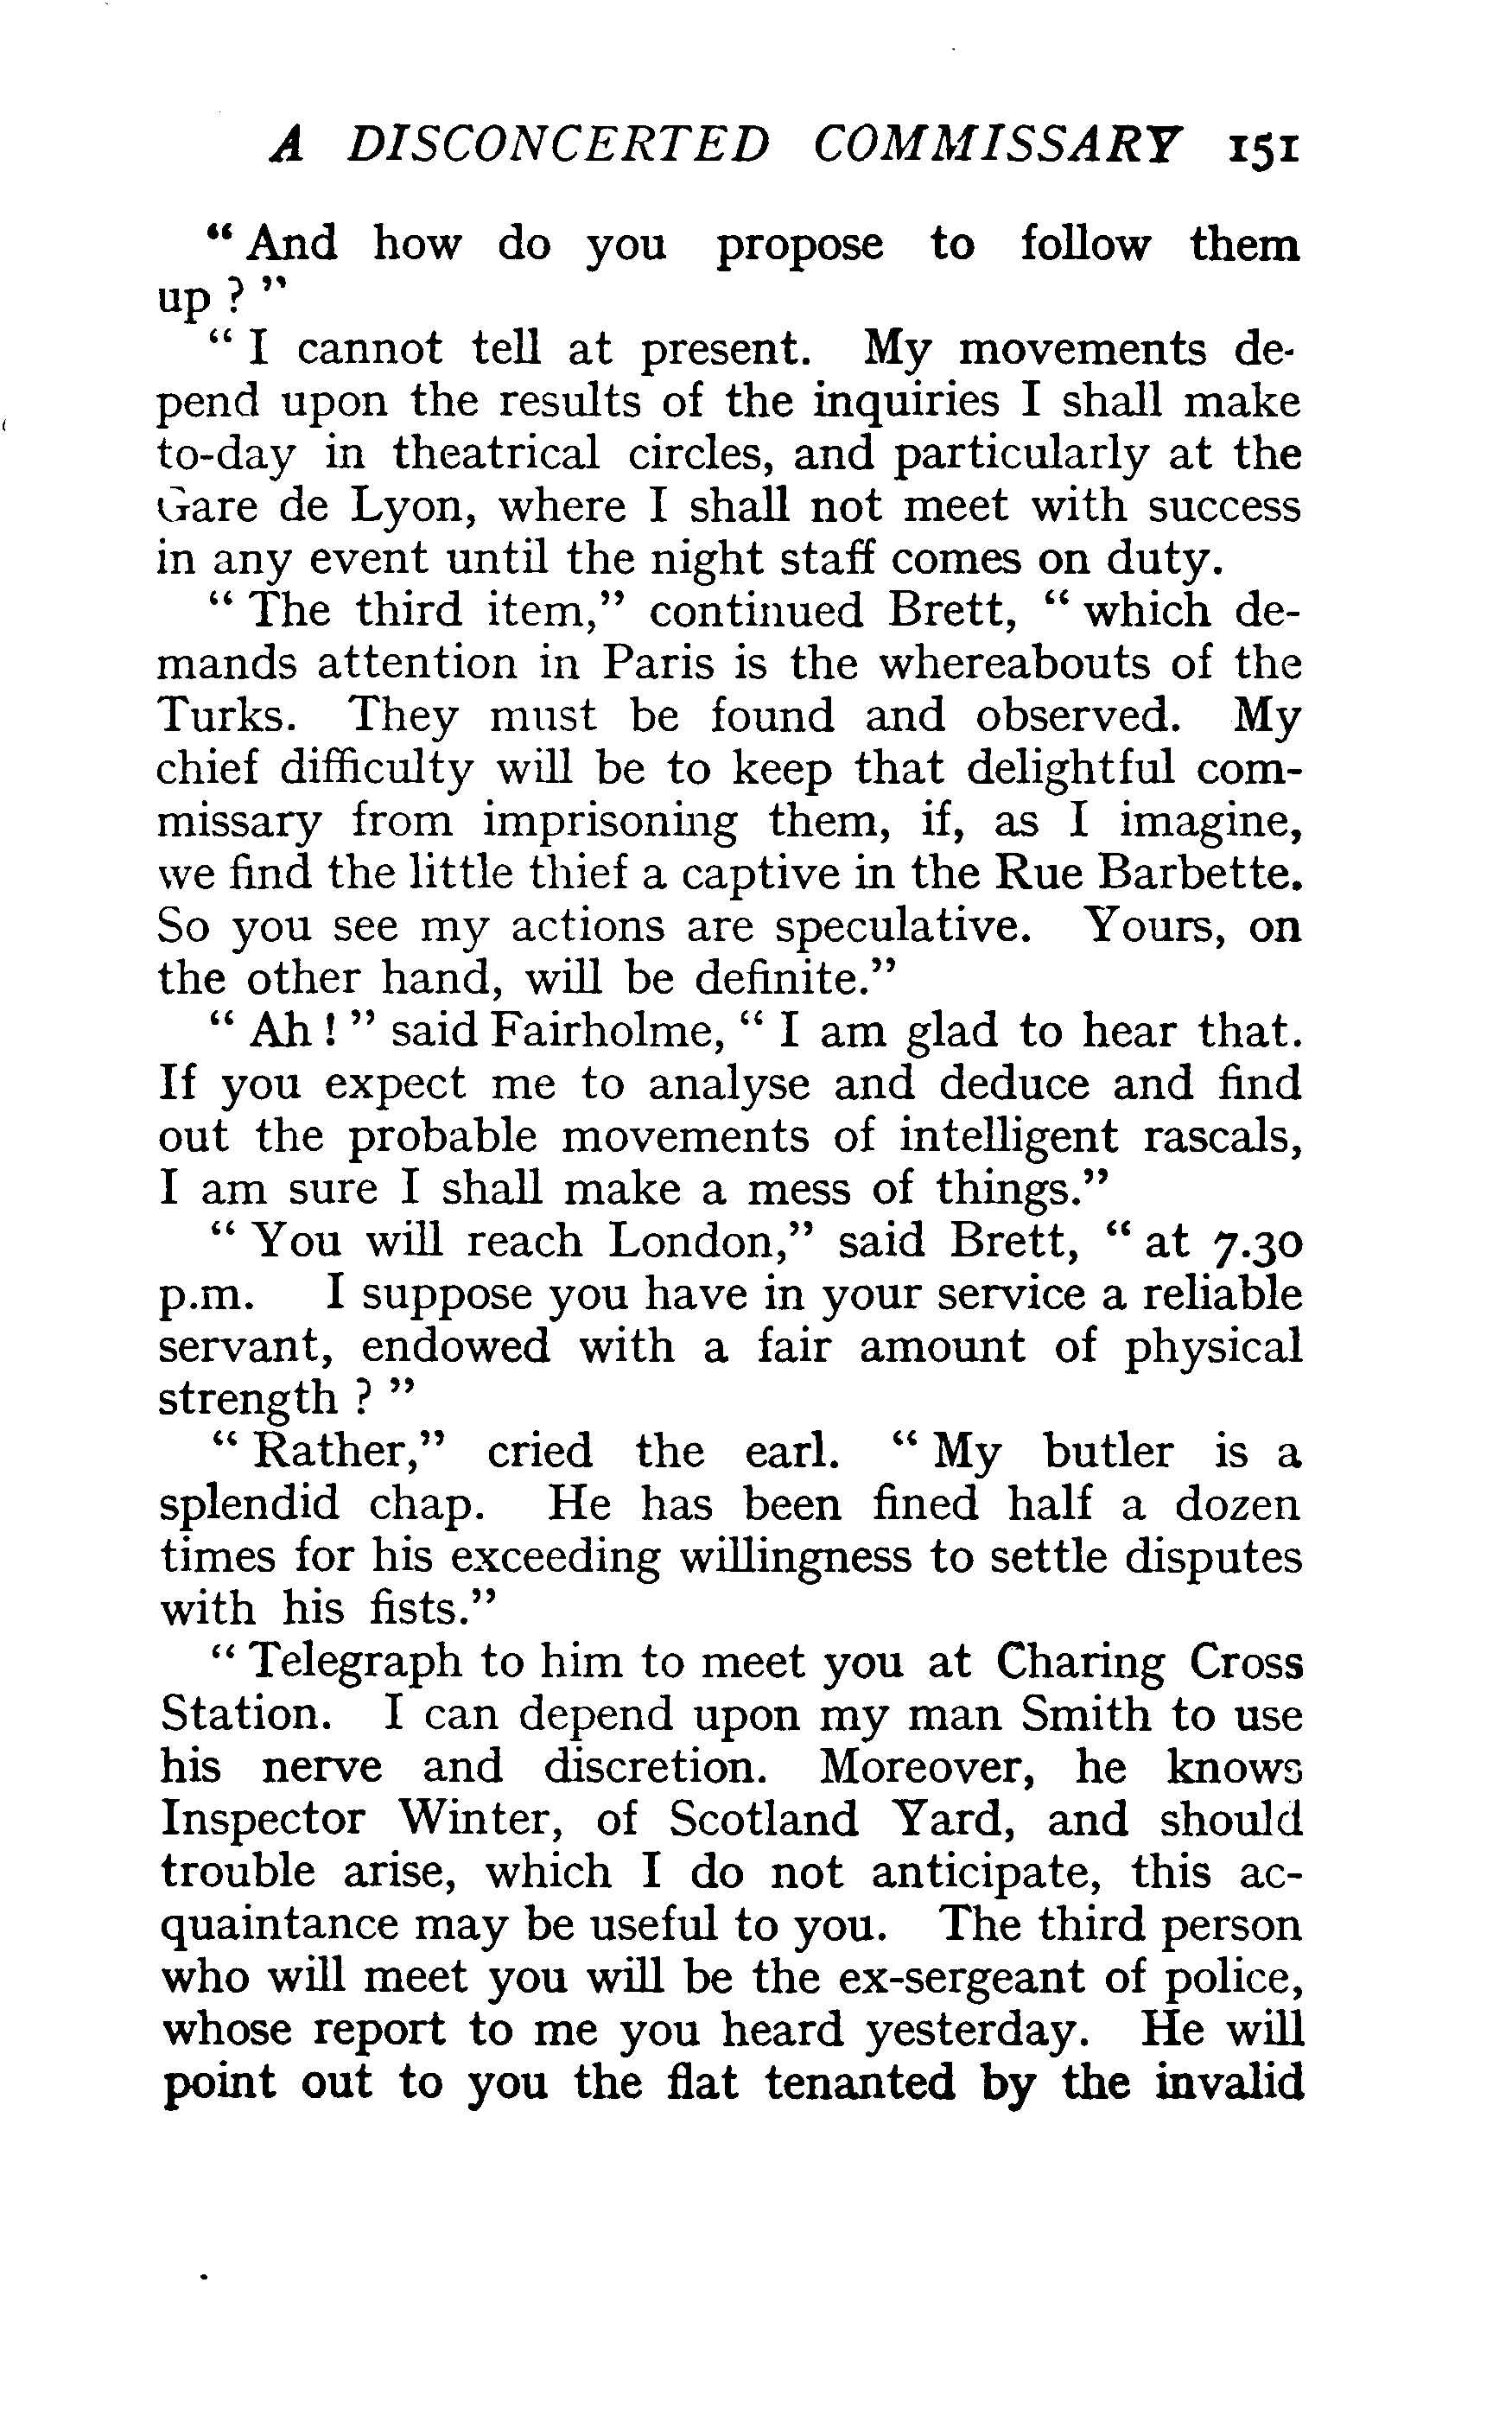 A DISCONCERTED COMMISSARY 151
“ And how do you propose to follow them
up ? ”
“ I cannot tell at present. My movements de-
pend upon the results of the inquiries I shall make
to-day in theatrical circles, and particularly at the
Gare de Lyon, where I shall not meet with success
in any event until the night staff comes on duty.
“ The third item,” continued Brett, “ which de-
mands attention in Paris is the whereabouts of the
Turks. They must be found and observed. My
chief difficulty will be to keep that delightful com-
missary from imprisoning them, if, as I imagine,
we find the little thief a captive in the Rue Barbette.
So you see my actions are speculative. Yours, on
the other hand, will be definite.”
“ Ah ! ” said Fairholme, “ I am glad to hear that.
If you expect me to analyse and deduce and find
out the probable movements of intelligent rascals,
I am sure I shall make a mess of things.”
“ You will reach London,” said Brett, “ at 7.30
p.m. I suppose you have in your service a reliable
servant, endowed with a fair amount of physical
strength ? ”
“ Rather,” cried the earl. “ My butler is a
splendid chap. He has been fined half a dozen
times for his exceeding willingness to settle disputes
with his fists.”
“ Telegraph to him to meet you at Charing Cross
Station. I can depend upon my man Smith to use
his nerve and discretion. Moreover, he knows
Inspector Winter, of Scotland Yard, and should
trouble arise, which I do not anticipate, this ac-
quaintance may be useful to you. The third person
who will meet you will be the ex-sergeant of police,
whose report to me you heard yesterday. He will
point out to you the flat tenanted by the invalid